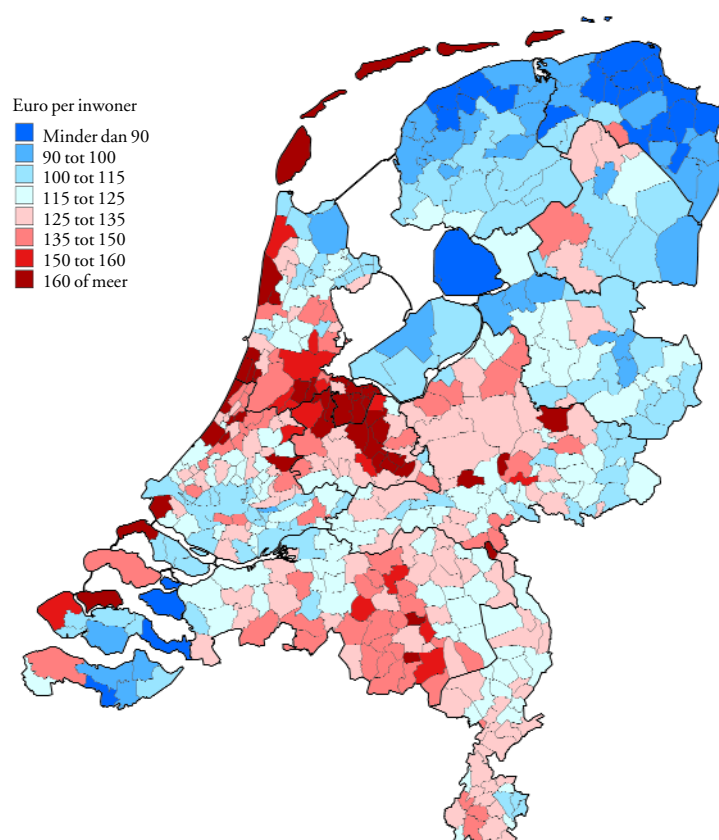 Euro per inwoner
Minder dan 90
90 tot 100
100 tot 115
115 tot 125
125 tot 135
135 tot 150
150 tot 160
160 of meer